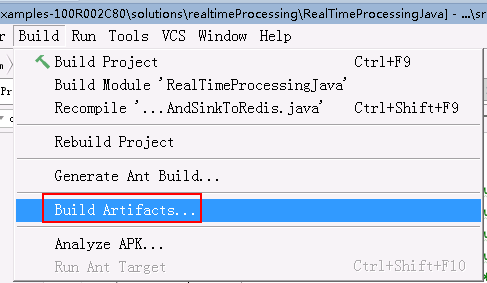 xamples-100R002C80\solutions\realtimeProcessing\RealTimeProcessingJava] - ...\sr
r Build Run Tools VCS Window Help
Build Project Ctrl+F9
Build Module 'RealTimeProcessingJava'
Recompile '...AndSinkToRedis.java' Ctrl+Shift+F9
Rebuild Project
Generate Ant Build...
Build Artifacts...
Analyze APK...
Run Ant Target Ctrl+Shift+F10